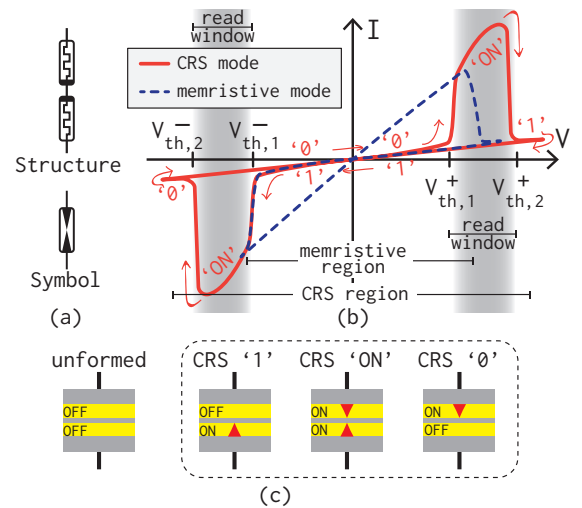 Structure
Symbol
(a)
read
window
I
CRS mode
memristive mode
V⁻th,2
V⁻th,1
'0'
'0'
'ON'
'1'
'1'
'1'
'0'
'ON'
V
V⁺th,1
V⁺th,2
read
window
memristive
region
CRS region
(b)
unformed
CRS '1'
CRS 'ON'
CRS '0'
OFF
OFF
OFF
ON
ON
ON
ON
OFF
(c)